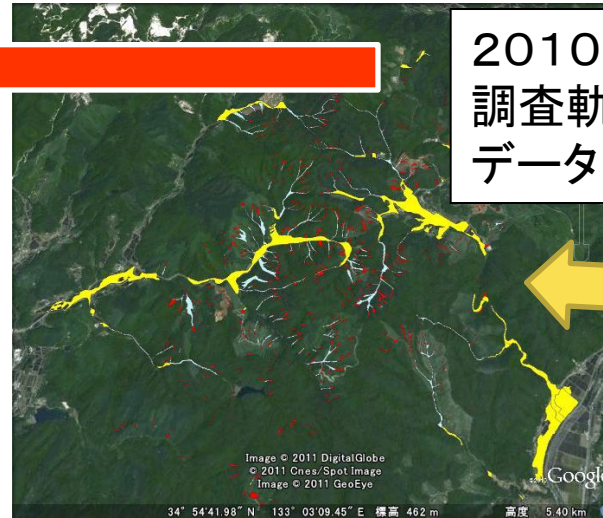 ２０１０
調査軌
データ
Image © 2011 DigitalGlobe
© 2011 Cnes/Spot Image
Image © 2011 GeoEye
Google
34° 54'41.98" N 133° 03'09.45" E 標高 462 m 高度 5.40 km